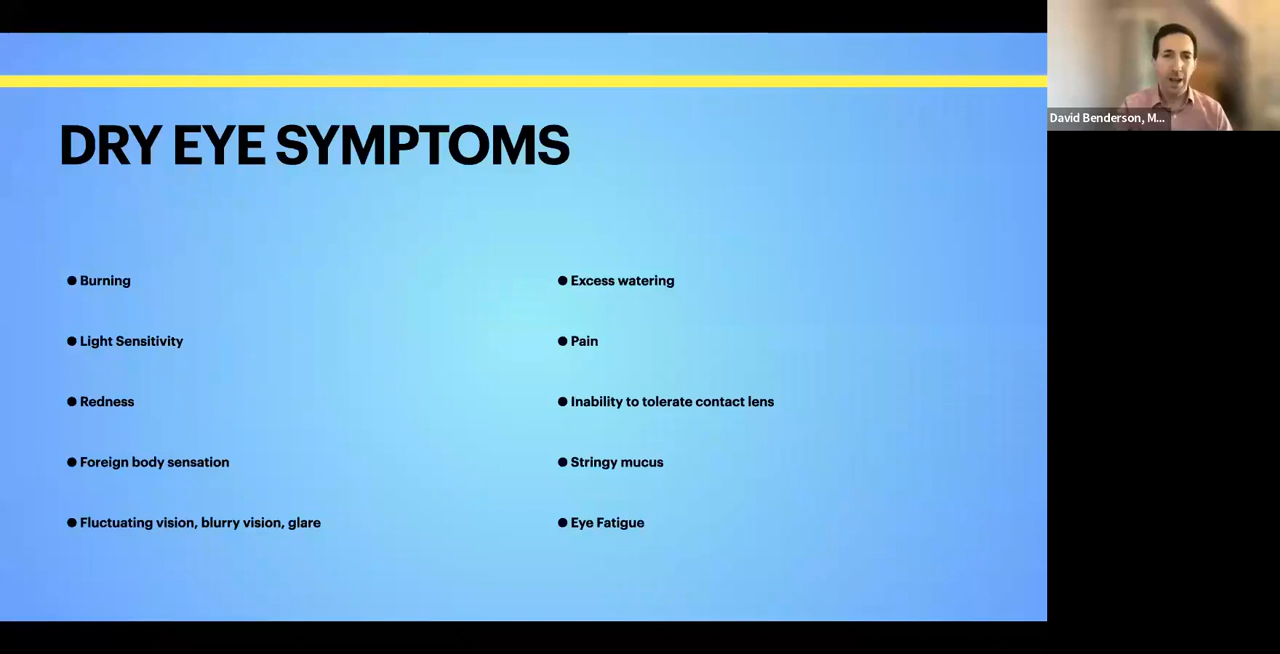 DRY EYE SYMPTOMS
● Burning
● Light Sensitivity
● Redness
● Foreign body sensation
● Fluctuating vision, blurry vision, glare
● Excess watering
● Pain
● Inability to tolerate contact lens
● Stringy mucus
● Eye Fatigue
David Benderson, M...